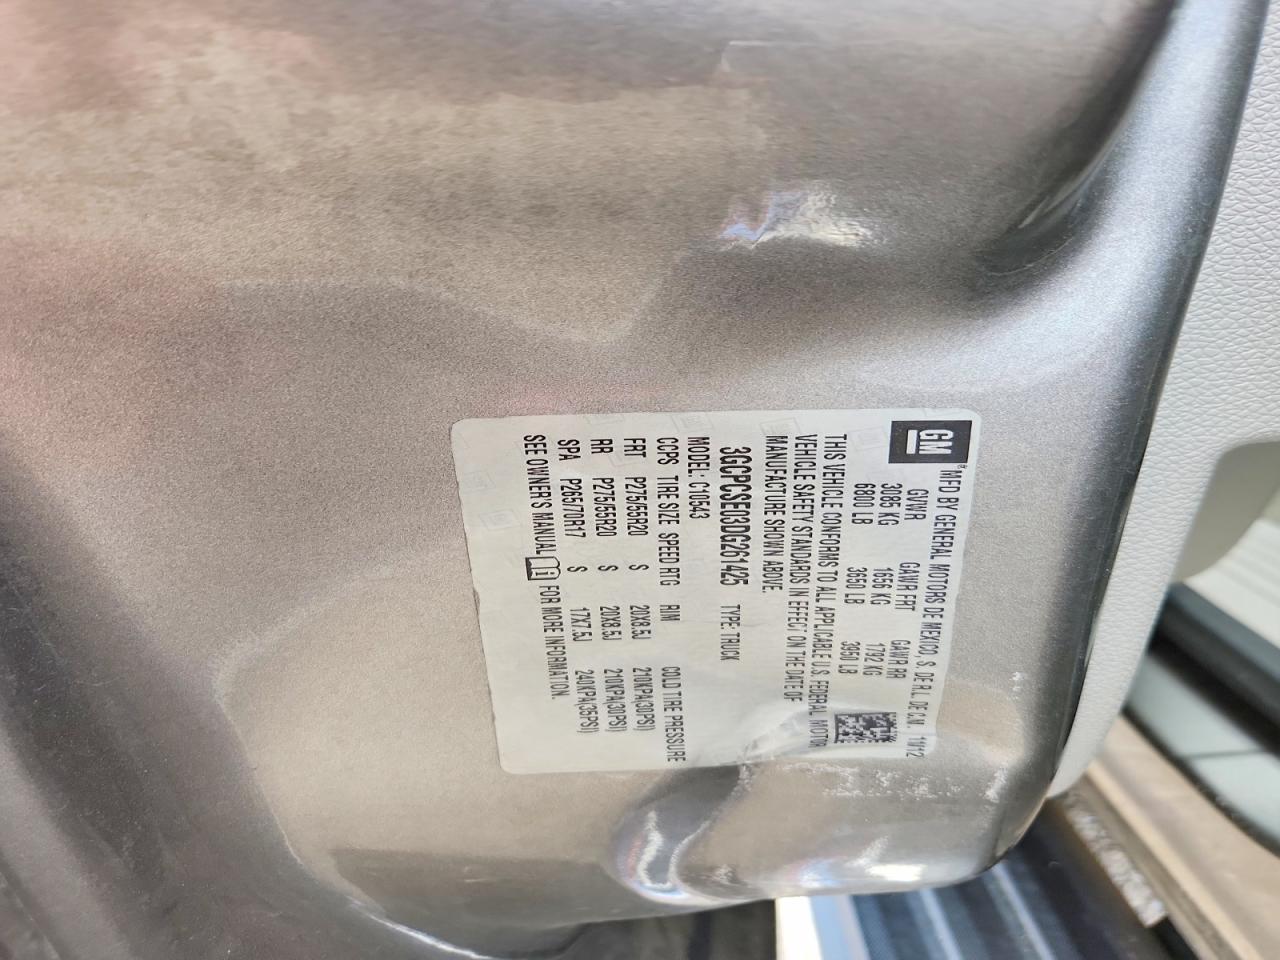 GM
®MFD BY GENERAL MOTORS DE MEXICO, S. DE R.L. DE C.V. 11/12
GVWR GAWR FRT GAWR RR
3085 KG 1656 KG 1792 KG
6800 LB 3650 LB 3950 LB
THIS VEHICLE CONFORMS TO ALL APPLICABLE U.S. FEDERAL MOTOR
VEHICLE SAFETY STANDARDS IN EFFECT ON THE DATE OF
MANUFACTURE SHOWN ABOVE.
3GCPCSE03DG261425 TYPE: TRUCK
MODEL: C10543
CCPS TIRE SIZE SPEED RTG RIM COLD TIRE PRESSURE
FRT P275/55R20 S 20X8.5J 210KPA(30PSI)
RR P275/55R20 S 20X8.5J 210KPA(30PSI)
SPA P265/70R17 S 17X7.5J 240KPA(35PSI)
SEE OWNER'S MANUAL FOR MORE INFORMATION.